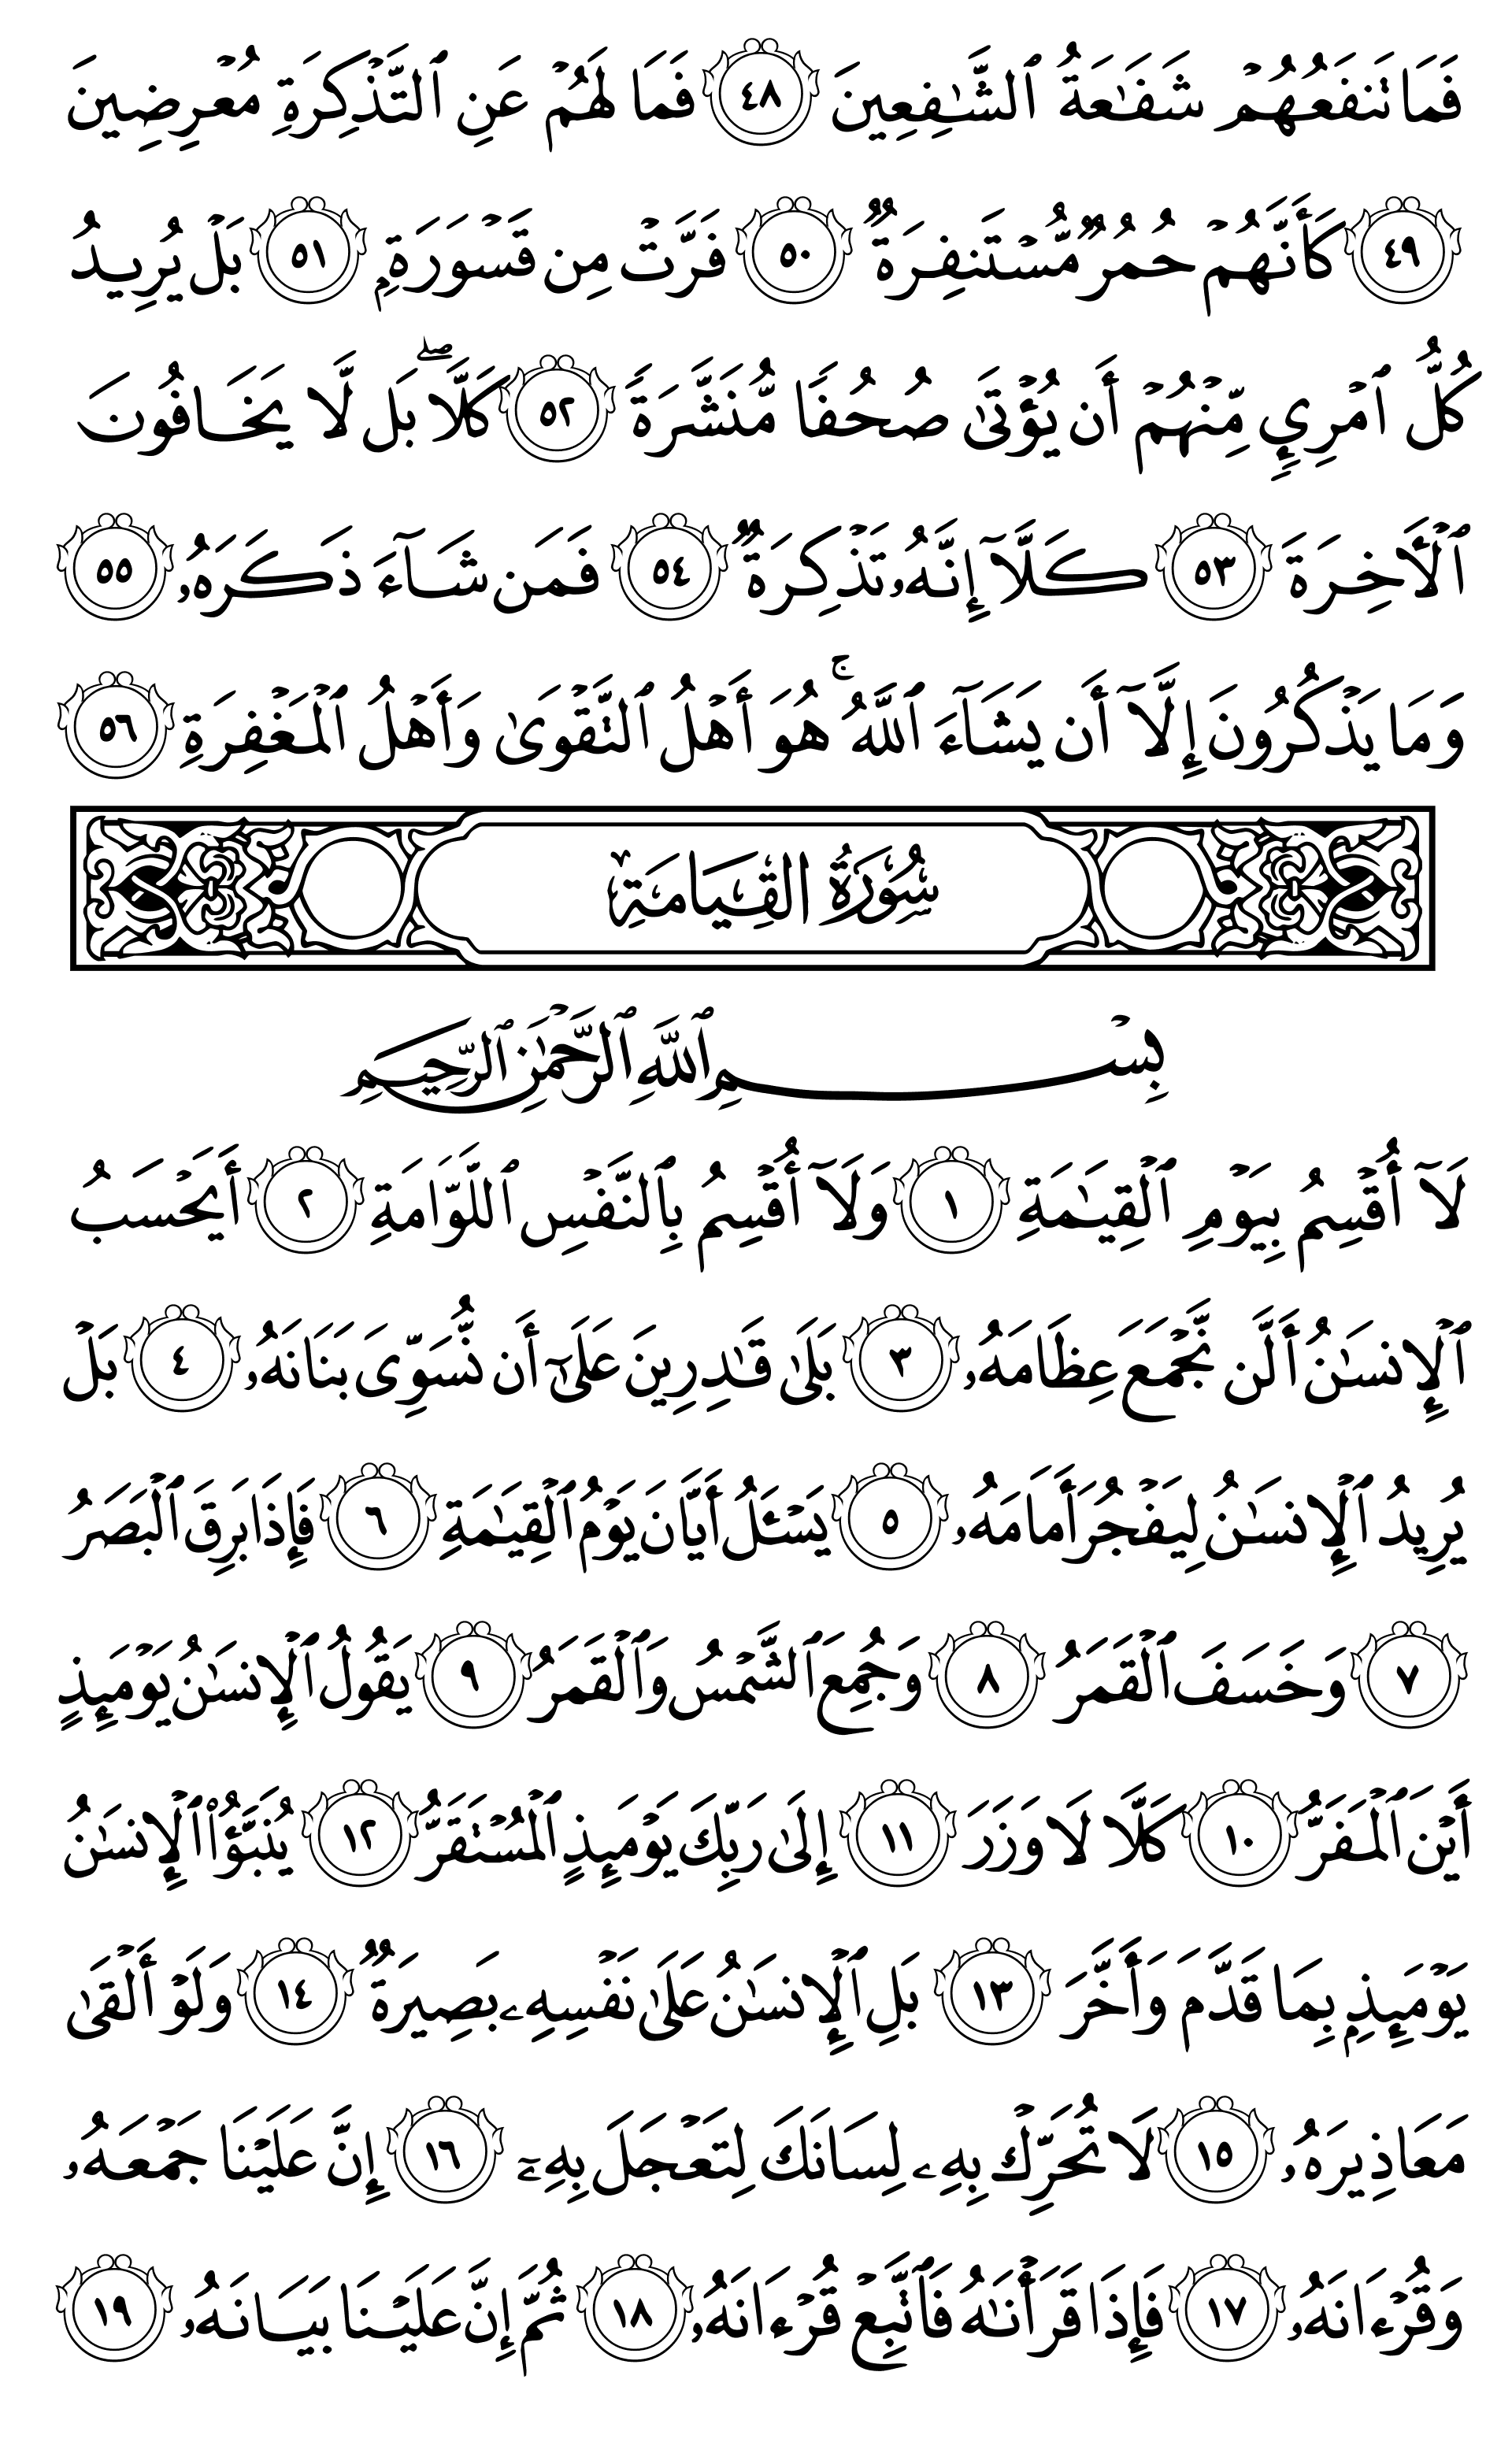 فَمَا تَنفَعُهُمْ شَفَٰعَةُ ٱلشَّٰفِعِينَ ٤٨ فَمَا لَهُمْ عَنِ ٱلتَّذْكِرَةِ مُعْرِضِينَ
٤٩ كَأَنَّهُمْ حُمُرٌ مُّسْتَنفِرَةٌ ٥٠ فَرَّتْ مِن قَسْوَرَةٍۭ ٥١ بَلْ يُرِيدُ
كُلُّ ٱمْرِئٍ مِّنْهُمْ أَن يُؤْتَىٰ صُحُفًا مُّنَشَّرَةً ٥٢ كَلَّا ۖ بَل لَّا يَخَافُونَ
ٱلْءَاخِرَةَ ٥٣ كَلَّآ إِنَّهُۥ تَذْكِرَةٌ ٥٤ فَمَن شَآءَ ذَكَرَهُۥ ٥٥
وَمَا يَذْكُرُونَ إِلَّآ أَن يَشَآءَ ٱللَّهُ ۚ هُوَ أَهْلُ ٱلتَّقْوَىٰ وَأَهْلُ ٱلْمَغْفِرَةِ ٥٦
سُورَةُ القِيَامَةِ
بِسْمِ ٱللَّهِ ٱلرَّحْمَٰنِ ٱلرَّحِيمِ
لَآ أُقْسِمُ بِيَوْمِ ٱلْقِيَٰمَةِ ١ وَلَآ أُقْسِمُ بِٱلنَّفْسِ ٱللَّوَّامَةِ ٢ أَيَحْسَبُ
ٱلْإِنسَٰنُ أَلَّن نَّجْمَعَ عِظَامَهُۥ ٣ بَلَىٰ قَٰدِرِينَ عَلَىٰٓ أَن نُّسَوِّىَ بَنَانَهُۥ ٤ بَلْ
يُرِيدُ ٱلْإِنسَٰنُ لِيَفْجُرَ أَمَامَهُۥ ٥ يَسْـَٔلُ أَيَّانَ يَوْمُ ٱلْقِيَٰمَةِ ٦ فَإِذَا بَرِقَ ٱلْبَصَرُ
٧ وَخَسَفَ ٱلْقَمَرُ ٨ وَجُمِعَ ٱلشَّمْسُ وَٱلْقَمَرُ ٩ يَقُولُ ٱلْإِنسَٰنُ يَوْمَئِذٍ
أَيْنَ ٱلْمَفَرُّ ١٠ كَلَّا لَا وَزَرَ ١١ إِلَىٰ رَبِّكَ يَوْمَئِذٍ ٱلْمُسْتَقَرُّ ١٢ يُنَبَّؤُا۟ ٱلْإِنسَٰنُ
يَوْمَئِذٍۭ بِمَا قَدَّمَ وَأَخَّرَ ١٣ بَلِ ٱلْإِنسَٰنُ عَلَىٰ نَفْسِهِۦ بَصِيرَةٌ ١٤ وَلَوْ أَلْقَىٰ
مَعَاذِيرَهُۥ ١٥ لَا تُحَرِّكْ بِهِۦ لِسَانَكَ لِتَعْجَلَ بِهِۦٓ ١٦ إِنَّ عَلَيْنَا جَمْعَهُۥ
وَقُرْءَانَهُۥ ١٧ فَإِذَا قَرَأْنَٰهُ فَٱتَّبِعْ قُرْءَانَهُۥ ١٨ ثُمَّ إِنَّ عَلَيْنَا بَيَانَهُۥ ١٩